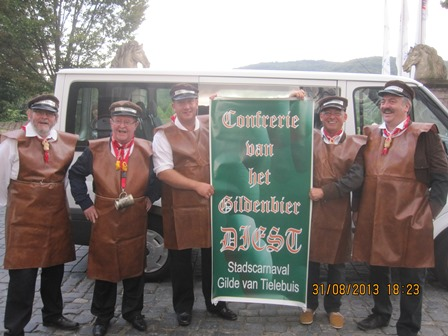 Confrerie
van
het
Gildenbier
DIEST
Stadscarnaval
Gilde van Tielebuis
31/08/2013 18:23